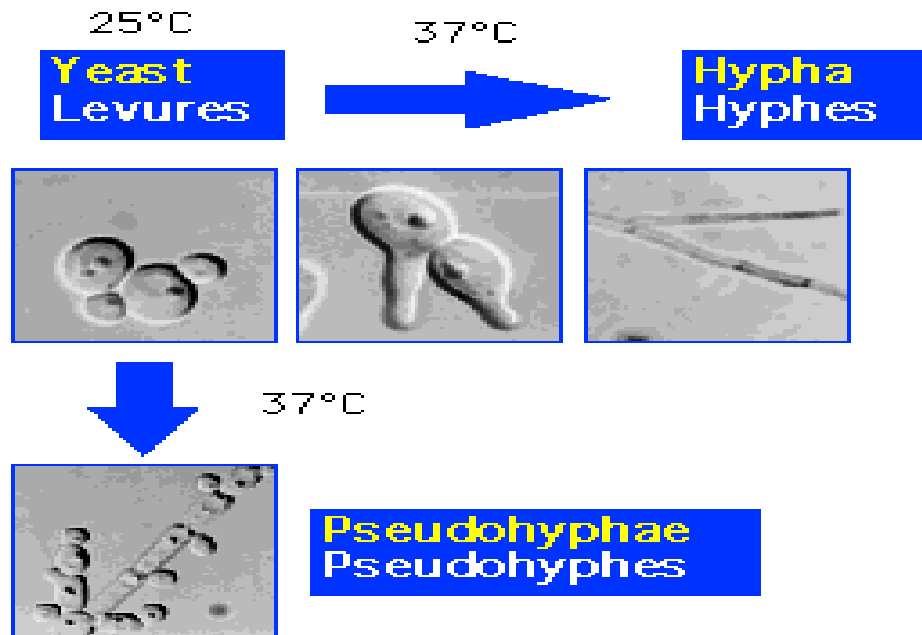 25°C
37°C
Yeast
Levures
Hypha
Hyphes
37°C
Pseudohyphae
Pseudohyphes